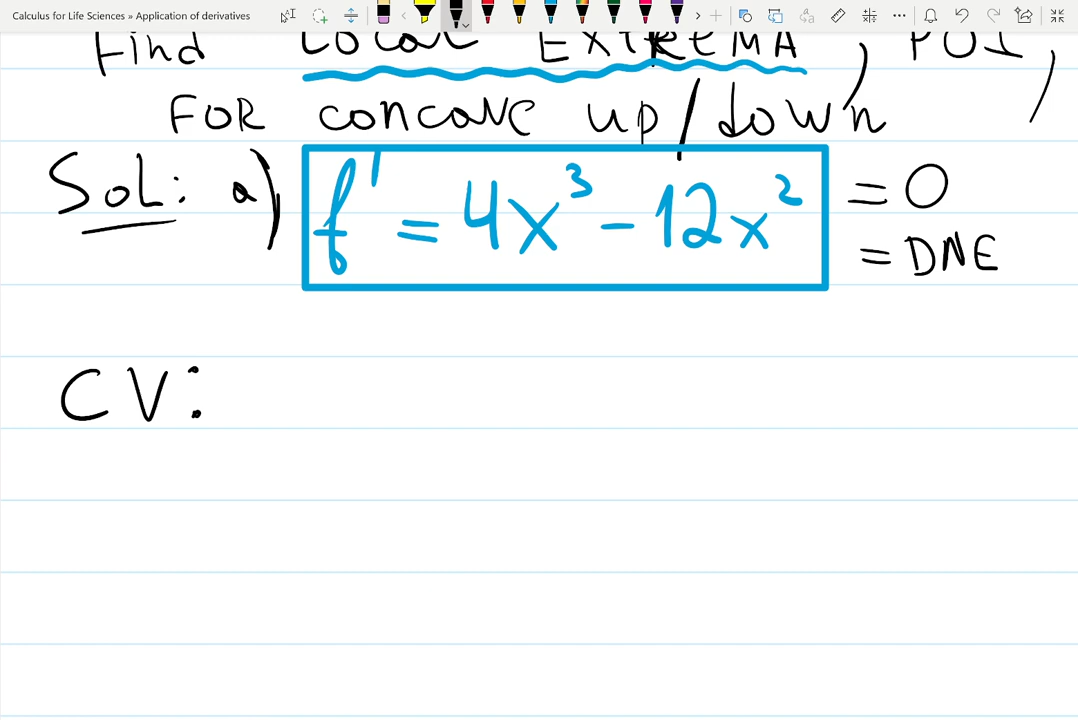 Calculus for Life Sciences » Application of derivatives
Find Local EXTREMA, POI,
FOR concave up/down
Sol: a) f' = 4x³ - 12x² = 0
= DNE
CV: